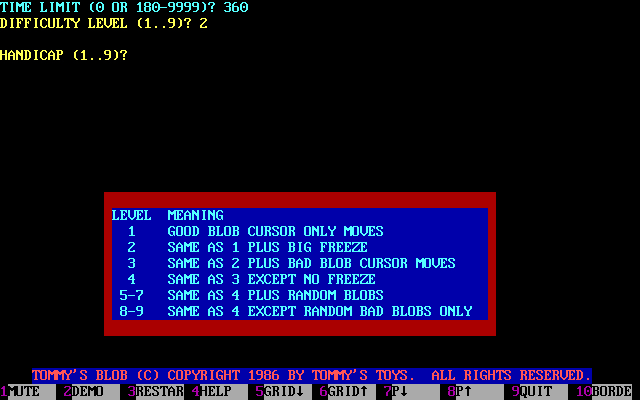 TIME LIMIT (0 OR 180-9999)? 360
DIFFICULTY LEVEL (1..9)? 2
HANDICAP (1..9)?
LEVEL MEANING
1 GOOD BLOB CURSOR ONLY MOVES
2 SAME AS 1 PLUS BIG FREEZE
3 SAME AS 2 PLUS BAD BLOB CURSOR MOVES
4 SAME AS 3 EXCEPT NO FREEZE
5-7 SAME AS 4 PLUS RANDOM BLOBS
8-9 SAME AS 4 EXCEPT RANDOM BAD BLOBS ONLY
TOMMY'S BLOB (C) COPYRIGHT 1986 BY TOMMY'S TOYS. ALL RIGHTS RESERVED.
1MUTE 2DEMO 3RESTAR 4HELP 5GRID↓ 6GRID↑ 7P↓ 8P↑ 9QUIT 10BORDE